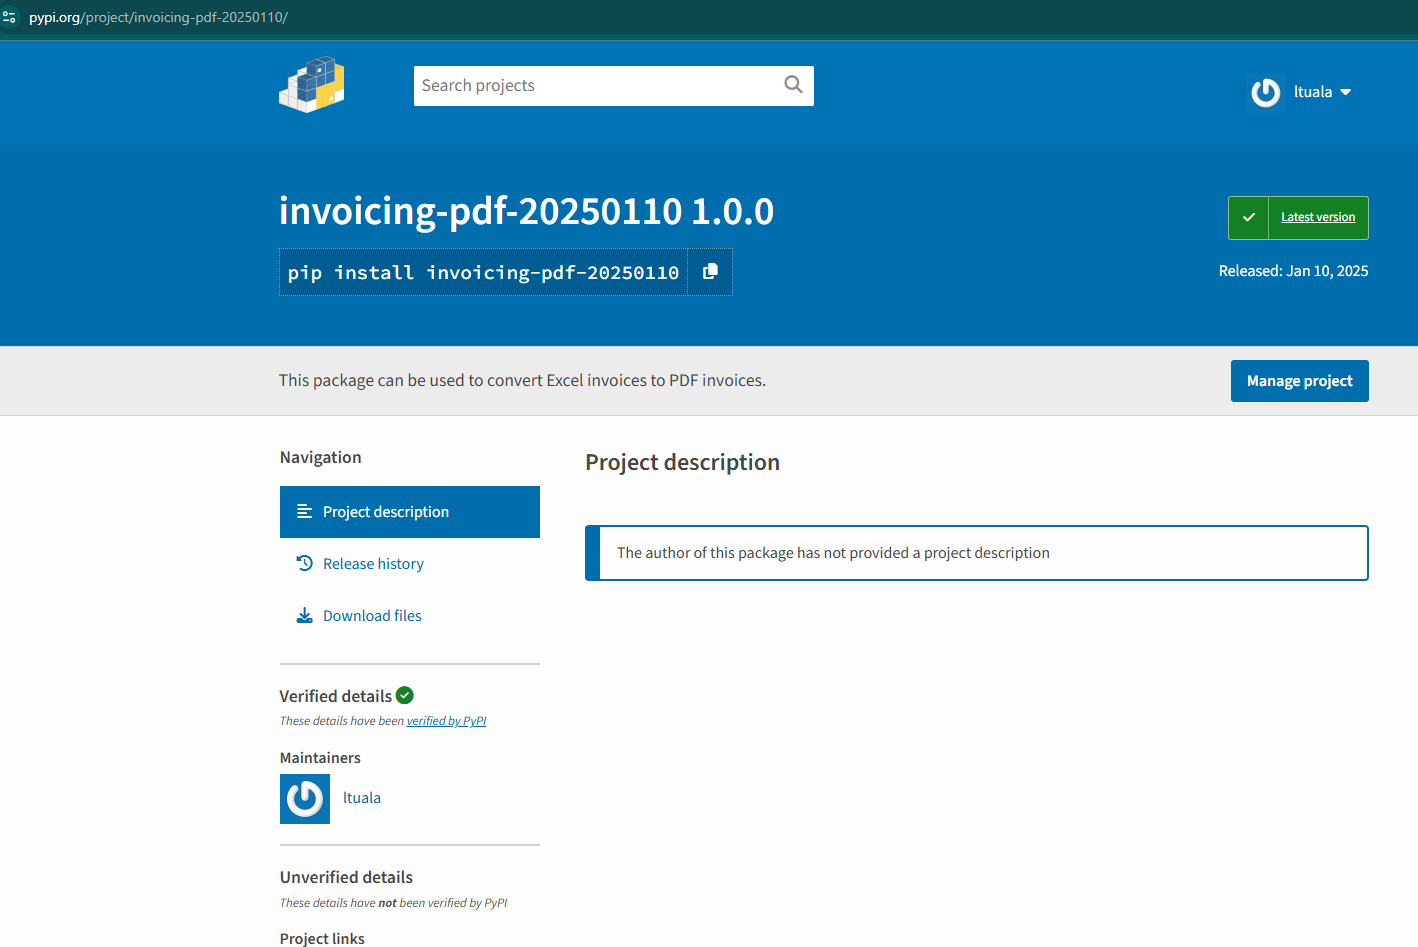 pypi.org/project/invoicing-pdf-20250110/
Search projects
ltuala
invoicing-pdf-20250110 1.0.0
pip install invoicing-pdf-20250110
Latest version
Released: Jan 10, 2025
This package can be used to convert Excel invoices to PDF invoices.
Manage project
Navigation
Project description
Release history
Download files
Project description
The author of this package has not provided a project description
Verified details
These details have been verified by PyPI
Maintainers
ltuala
Unverified details
These details have not been verified by PyPI
Project links